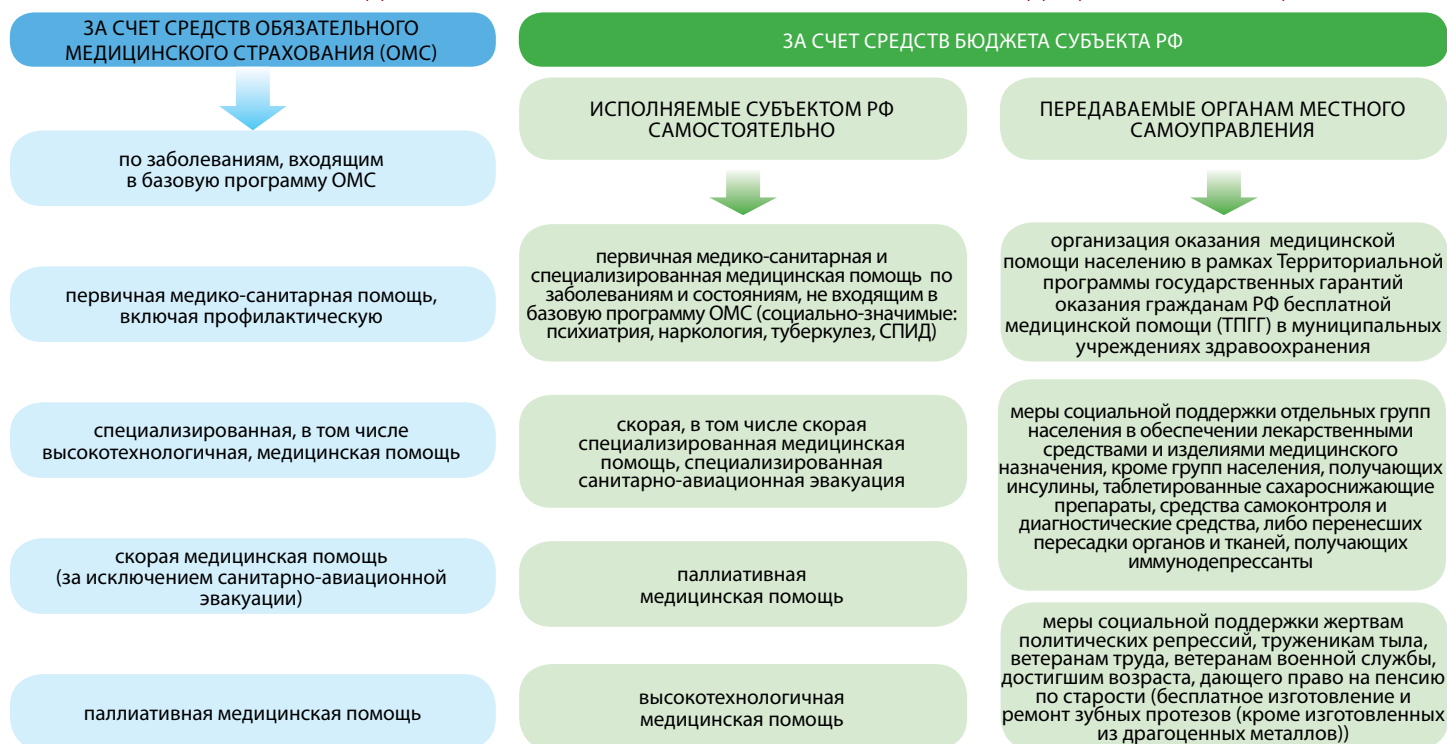 ЗА СЧЕТ СРЕДСТВ ОБЯЗАТЕЛЬНОГО
МЕДИЦИНСКОГО СТРАХОВАНИЯ (ОМС)
по заболеваниям, входящим
в базовую программу ОМС
первичная медико-санитарная помощь,
включая профилактическую
специализированная, в том числе
высокотехнологичная, медицинская помощь
скорая медицинская помощь
(за исключением санитарно-авиационной
эвакуации)
паллиативная медицинская помощь
ЗА СЧЕТ СРЕДСТВ БЮДЖЕТА СУБЪЕКТА РФ
ИСПОЛНЯЕМЫЕ СУБЪЕКТОМ РФ
САМОСТОЯТЕЛЬНО
первичная медико-санитарная и
специализированная медицинская помощь по
заболеваниям и состояниям, не входящим в
базовую программу ОМС (социально-значимые:
психиатрия, наркология, туберкулез, СПИД)
скорая, в том числе скорая
специализированная медицинская
помощь, специализированная
санитарно-авиационная эвакуация
паллиативная
медицинская помощь
высокотехнологичная
медицинская помощь
ПЕРЕДАВАЕМЫЕ ОРГАНАМ МЕСТНОГО
САМОУПРАВЛЕНИЯ
организация оказания медицинской
помощи населению в рамках Территориальной
программы государственных гарантий
оказания гражданам РФ бесплатной
медицинской помощи (ТПГГ) в муниципальных
учреждениях здравоохранения
меры социальной поддержки отдельных групп
населения в обеспечении лекарственными
средствами и изделиями медицинского
назначения, кроме групп населения, получающих
инсулины, таблетированные сахароснижающие
препараты, средства самоконтроля и
диагностические средства, либо перенесших
пересадки органов и тканей, получающих
иммунодепрессанты
меры социальной поддержки жертвам
политических репрессий, труженикам тыла,
ветеранам труда, ветеранам военной службы,
достигшим возраста, дающего право на пенсию
по старости (бесплатное изготовление и
ремонт зубных протезов (кроме изготовленных
из драгоценных металлов))